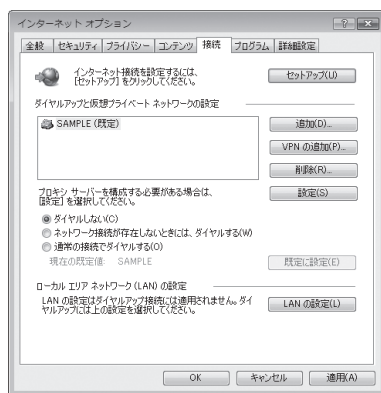 インターネット オプション
全般 セキュリティ プライバシー コンテンツ 接続 プログラム 詳細設定
インターネット接続を設定するには、
[セットアップ] をクリックしてください。
セットアップ(U)
ダイヤルアップと仮想プライベート ネットワークの設定
SAMPLE (既定)
追加(D)...
VPN の追加(P)...
削除(R)...
プロキシ サーバーを構成する必要がある場合は、
[設定] を選択してください。
設定(S)
ダイヤルしない(C)
ネットワーク接続が存在しないときには、ダイヤルする(W)
通常の接続でダイヤルする(O)
現在の既定値: SAMPLE
既定に設定(E)
ローカル エリア ネットワーク (LAN) の設定
LAN の設定はダイヤルアップ接続には適用されません。ダイ
ヤルアップには上の設定を選択してください。
LAN の設定(L)
OK キャンセル 適用(A)